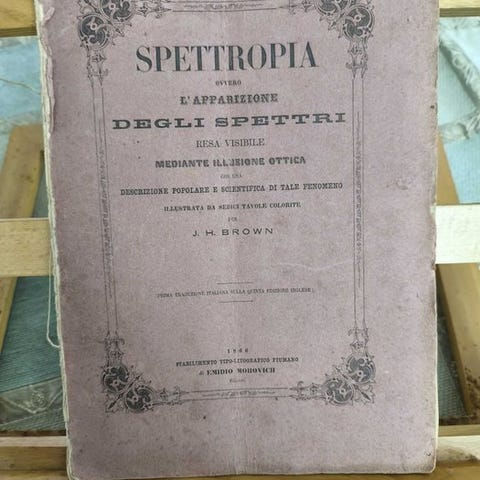 SPETTROPIA
OVVERO
L'APPARIZIONE
DEGLI SPETTRI
RESA VISIBILE
MEDIANTE ILLUSIONE OTTICA
CON UNA
DESCRIZIONE POPOLARE E SCIENTIFICA DI TALE FENOMENO
ILLUSTRATA DA SEDICI TAVOLE COLORITE
PER
J. H. BROWN
(PRIMA TRADUZIONE ITALIANA SULLA QUINTA EDIZIONE INGLESE)
1866
STABILIMENTO TIPO-LITOGRAFICO FIUMANO
di EMIDIO MOHOVICH